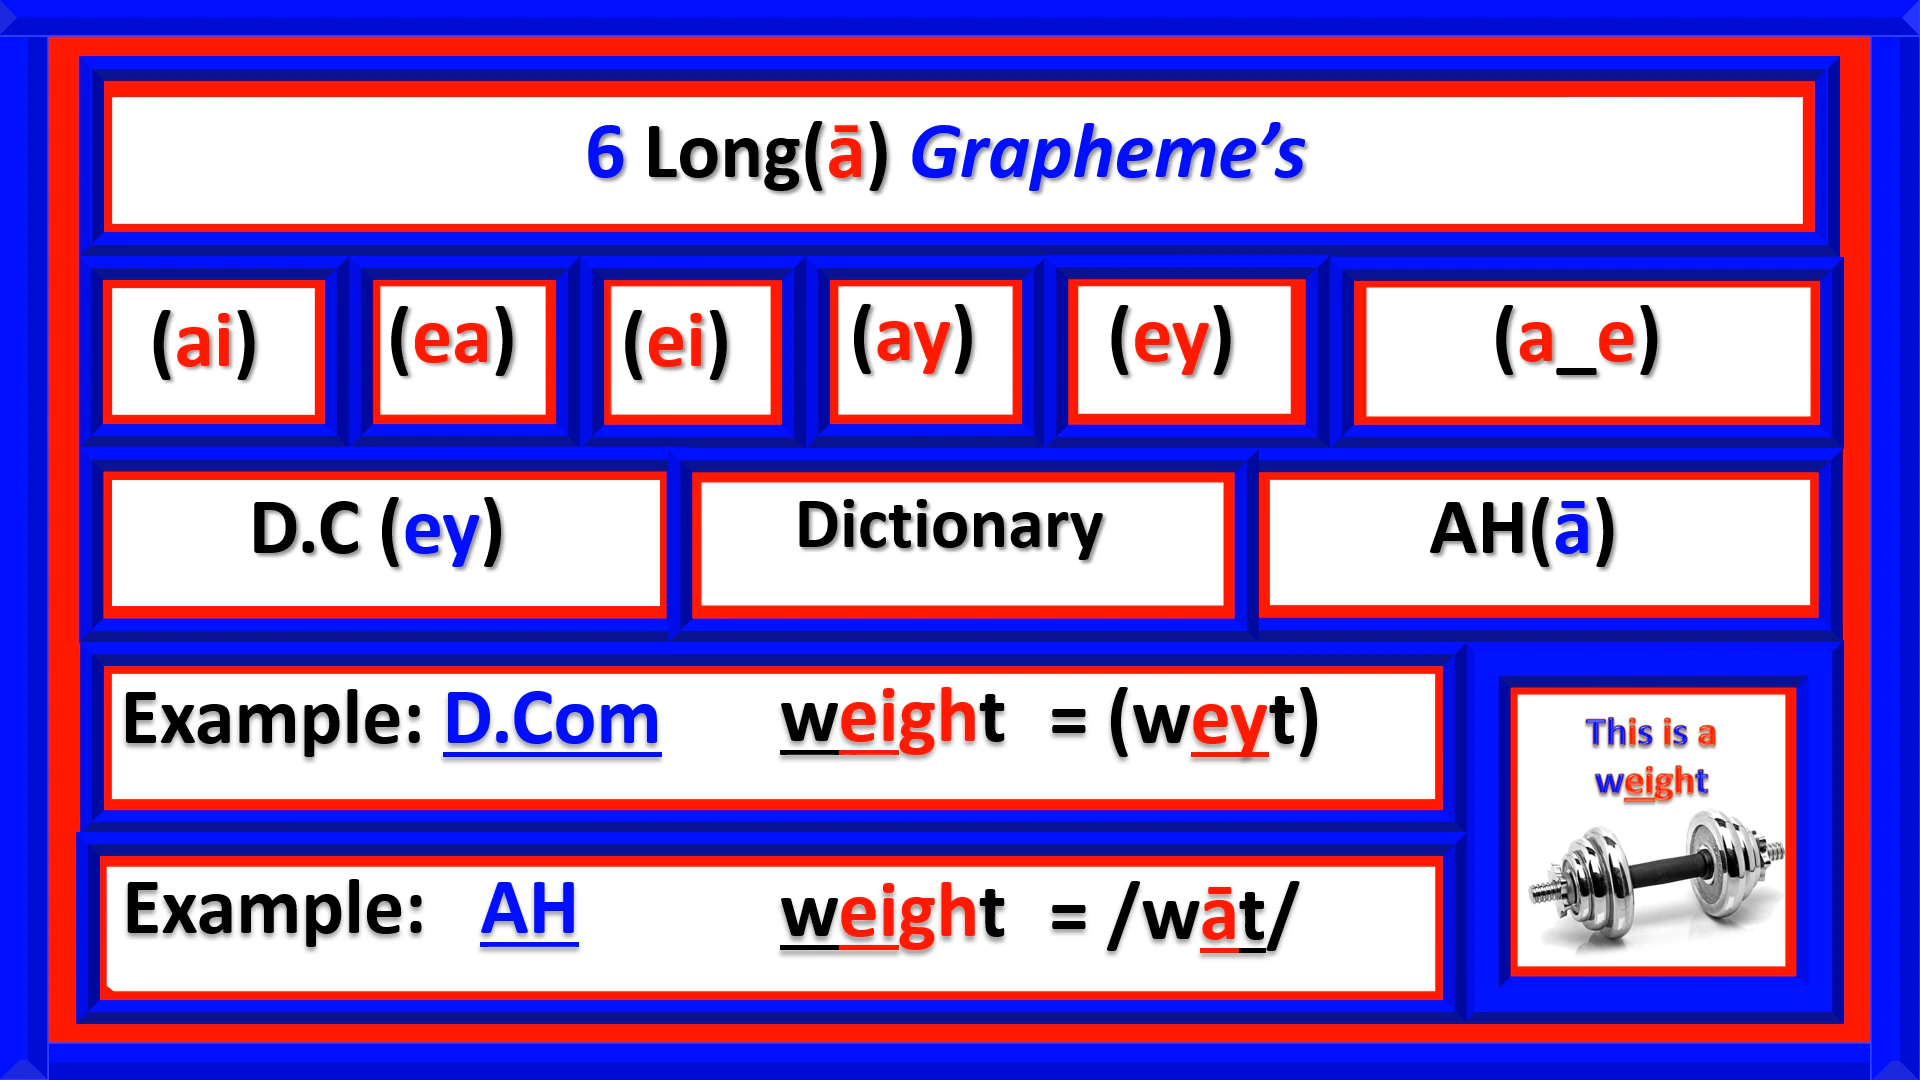 6 Long(ā) Grapheme’s
(ai) (ea) (ei) (ay) (ey) (a_e)
D.C (ey) Dictionary AH(ā)
Example: D.Com weight = (weyt)
This is a
weight
Example: AH weight = /wāt/